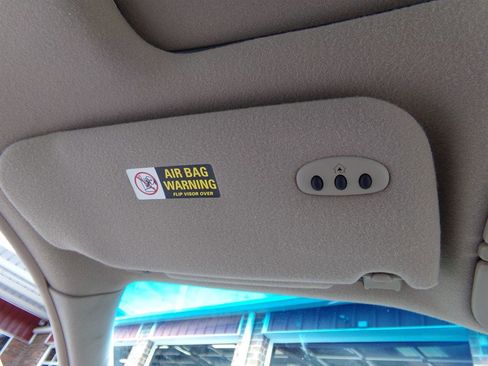 AIR BAG
WARNING
FLIP VISOR OVER